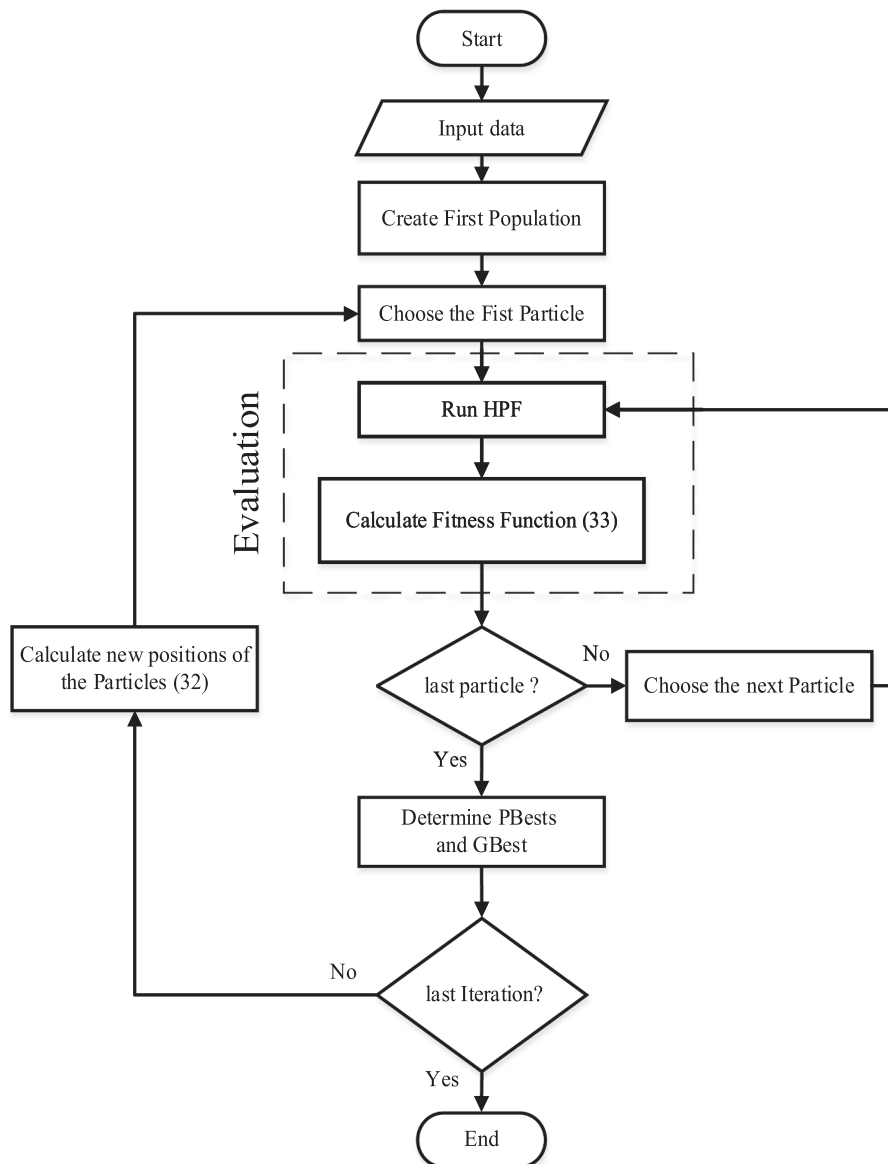 Start
Input data
Create First Population
Choose the Fist Particle
Evaluation
Run HPF
Calculate Fitness Function (33)
Calculate new positions of
the Particles (32)
last particle ?
No
Choose the next Particle
Yes
Determine PBests
and GBest
No
last Iteration?
Yes
End